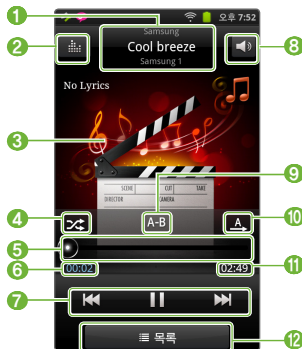 1
오후 7:52
Samsung
2
Cool breeze
8
Samsung 1
No Lyrics
3
9
SCENE CUT TAKE
DIRECTOR CAMERA
4
A-B
A
10
5
6
00:02
02:49
11
7
목록
12